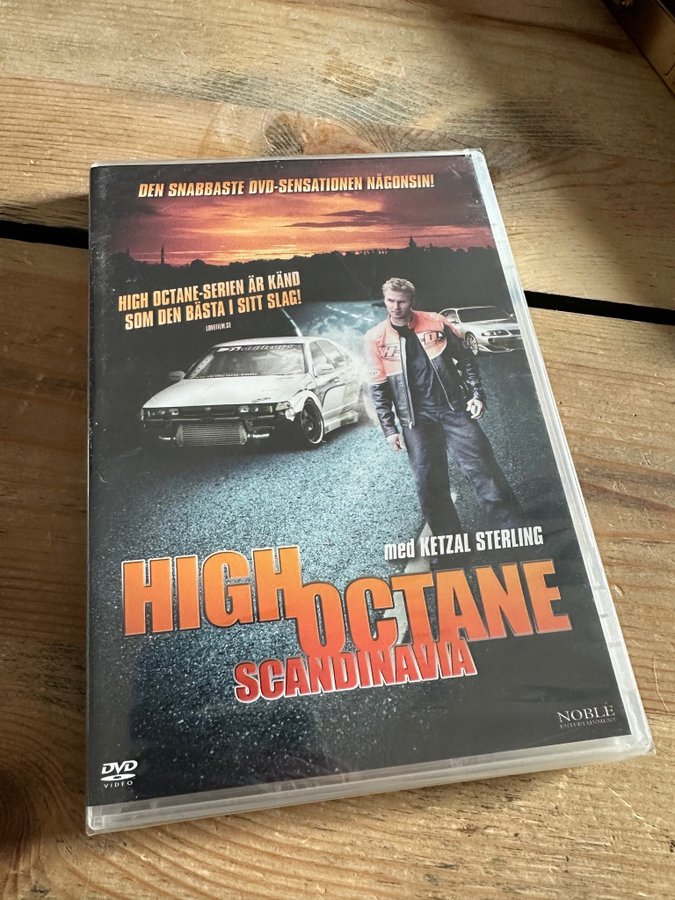 DEN SNABBASTE DVD-SENSATIONEN NÅGONSIN!
HIGH OCTANE-SERIEN ÄR KÄND
SOM DEN BÄSTA I SITT SLAG!
LOVEFILM.SE
med KETZAL STERLING
HIGH OCTANE
SCANDINAVIA
NOBLE
ENTERTAINMENT
DVD
VIDEO